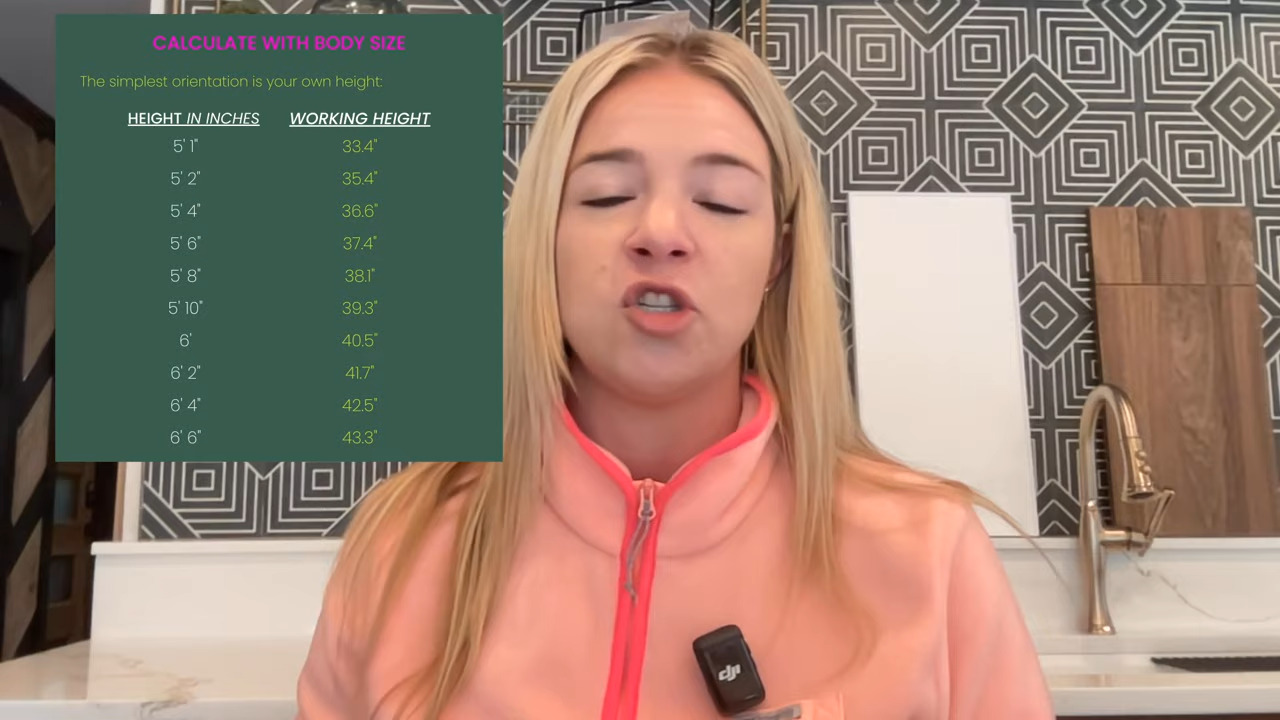 CALCULATE WITH BODY SIZE
The simplest orientation is your own height:
HEIGHT IN INCHES WORKING HEIGHT
5' 1" 33.4"
5' 2" 35.4"
5' 4" 36.6"
5' 6" 37.4"
5' 8" 38.1"
5' 10" 39.3"
6' 40.5"
6' 2" 41.7"
6' 4" 42.5"
6' 6" 43.3"
dji